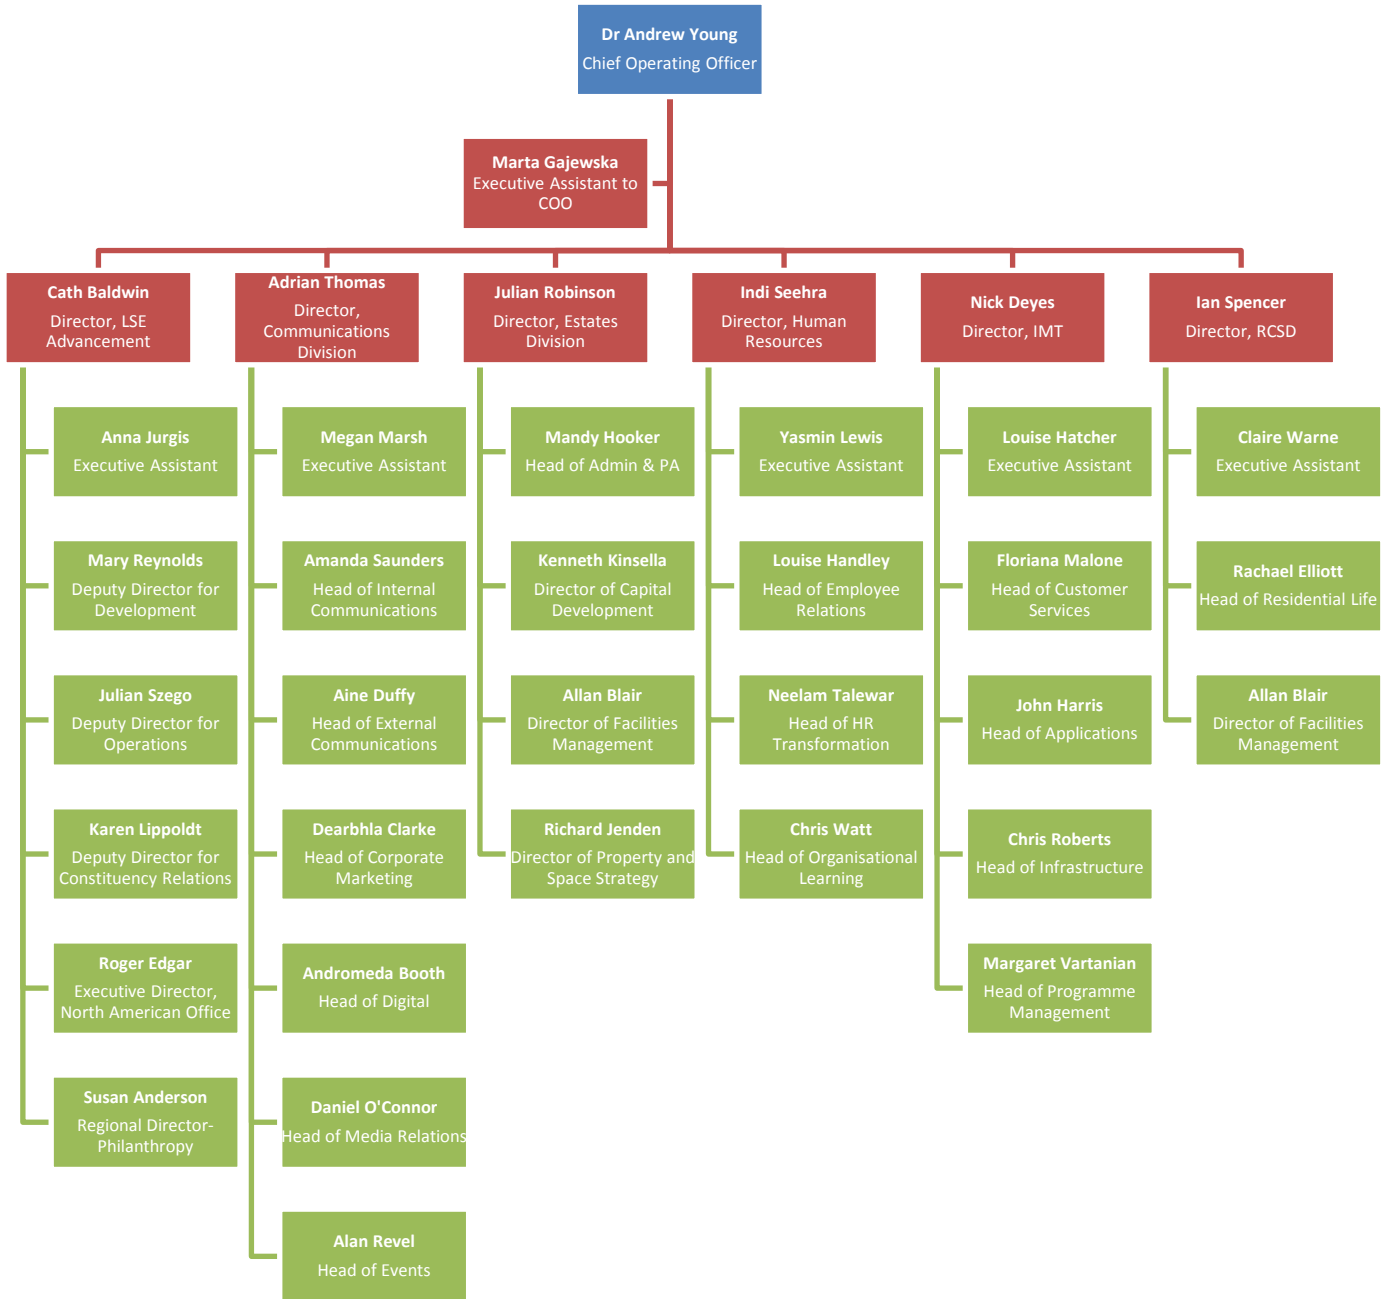 Dr Andrew Young
Chief Operating Officer
Marta Gajewska
Executive Assistant to
COO
Cath Baldwin
Director, LSE
Advancement
Adrian Thomas
Director,
Communications
Division
Julian Robinson
Director, Estates
Division
Indi Seehra
Director, Human
Resources
Nick Deyes
Director, IMT
Ian Spencer
Director, RCSD
Anna Jurgis
Executive Assistant
Mary Reynolds
Deputy Director for
Development
Julian Szego
Deputy Director for
Operations
Karen Lippoldt
Deputy Director for
Constituency Relations
Roger Edgar
Executive Director,
North American Office
Susan Anderson
Regional Director-
Philanthropy
Megan Marsh
Executive Assistant
Amanda Saunders
Head of Internal
Communications
Aine Duffy
Head of External
Communications
Dearbhla Clarke
Head of Corporate
Marketing
Andromeda Booth
Head of Digital
Daniel O'Connor
Head of Media Relations
Alan Revel
Head of Events
Mandy Hooker
Head of Admin & PA
Kenneth Kinsella
Director of Capital
Development
Allan Blair
Director of Facilities
Management
Richard Jenden
Director of Property and
Space Strategy
Yasmin Lewis
Executive Assistant
Louise Handley
Head of Employee
Relations
Neelam Talewar
Head of HR
Transformation
Chris Watt
Head of Organisational
Learning
Louise Hatcher
Executive Assistant
Floriana Malone
Head of Customer
Services
John Harris
Head of Applications
Chris Roberts
Head of Infrastructure
Margaret Vartanian
Head of Programme
Management
Claire Warne
Executive Assistant
Rachael Elliott
Head of Residential Life
Allan Blair
Director of Facilities
Management